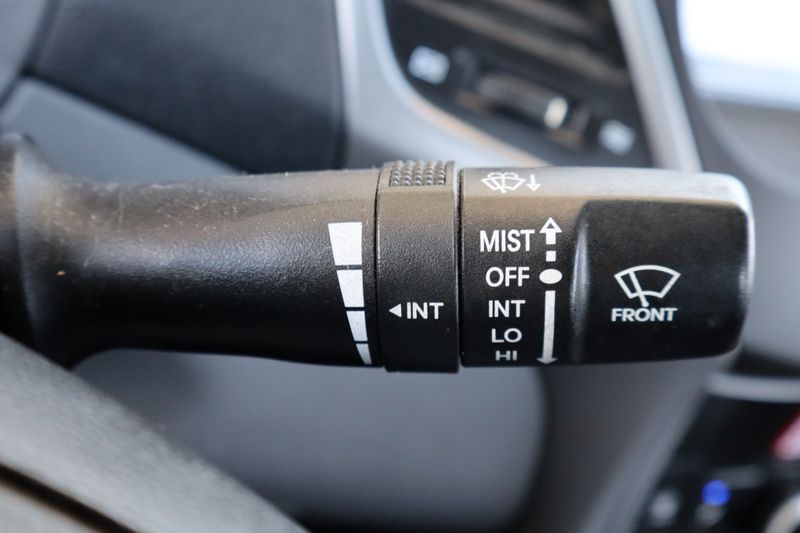 MIST
OFF
INT
LO
HI
INT
FRONT